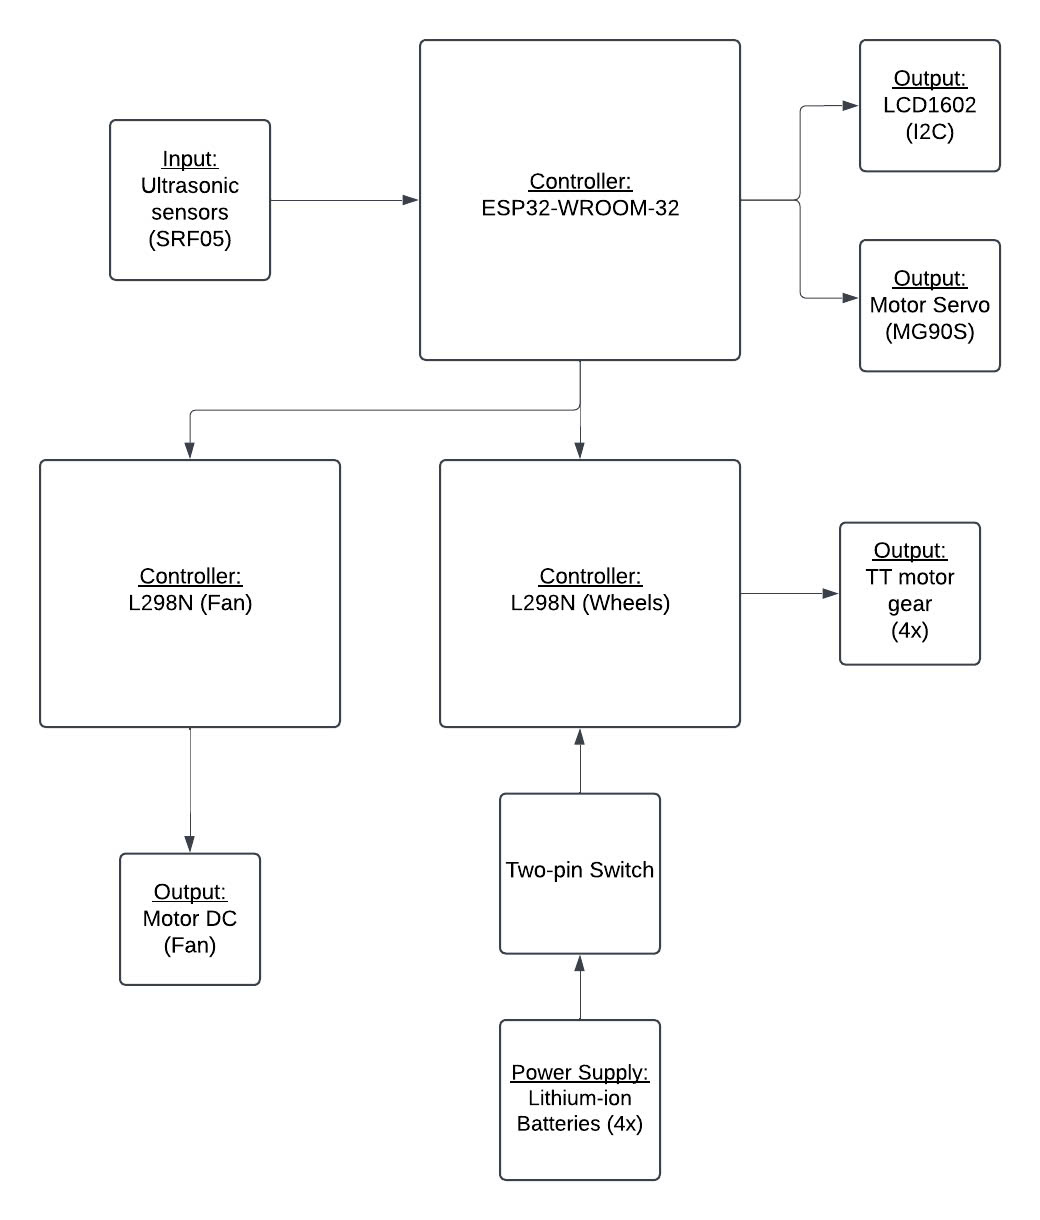 Input:
Ultrasonic
sensors
(SRF05)
Controller:
ESP32-WROOM-32
Output:
LCD1602
(I2C)
Output:
Motor Servo
(MG90S)
Controller:
L298N (Fan)
Controller:
L298N (Wheels)
Output:
TT motor
gear
(4x)
Output:
Motor DC
(Fan)
Two-pin Switch
Power Supply:
Lithium-ion
Batteries (4x)